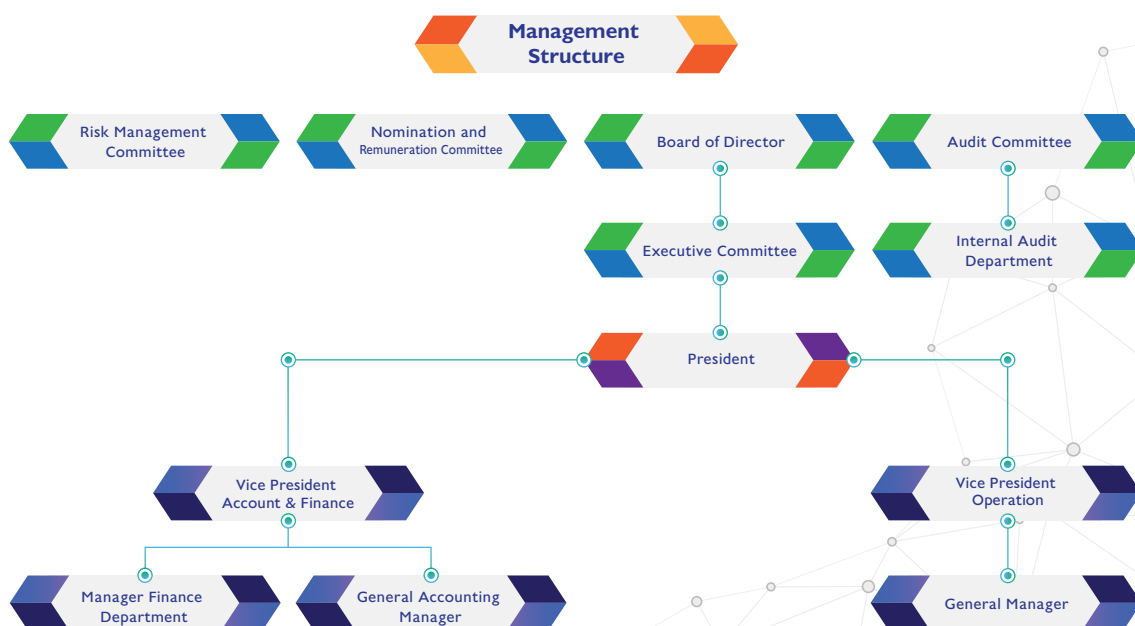 Management
Structure
Risk Management
Committee
Nomination and
Remuneration Committee
Board of Director
Audit Committee
Executive Committee
Internal Audit
Department
President
Vice President
Account & Finance
Vice President
Operation
Manager Finance
Department
General Accounting
Manager
General Manager